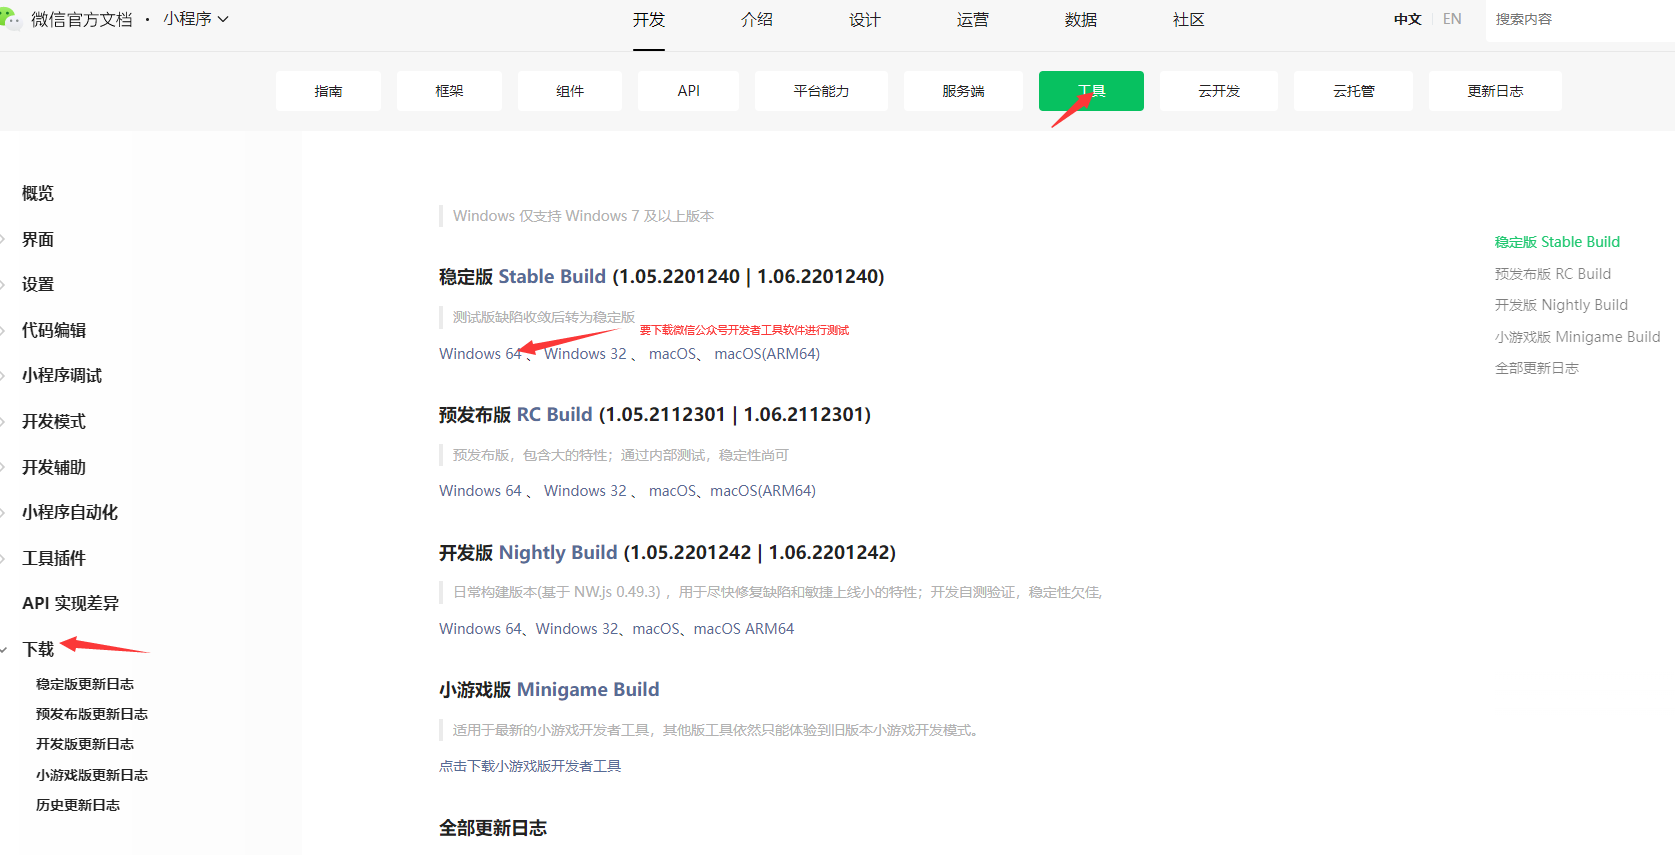 微信官方文档 · 小程序
开发 介绍 设计 运营 数据 社区
中文 EN 搜索内容
指南 框架 组件 API 平台能力 服务端 工具 云开发 云托管 更新日志
概览
界面
设置
代码编辑
小程序调试
开发模式
开发辅助
小程序自动化
工具插件
API 实现差异
下载
稳定版更新日志
预发布版更新日志
开发版更新日志
小游戏版更新日志
历史更新日志
Windows 仅支持 Windows 7 及以上版本
稳定版 Stable Build (1.05.2201240 | 1.06.2201240)
测试版缺陷收敛后转为稳定版
要下载微信公众号开发者工具软件进行测试
Windows 64 、 Windows 32 、 macOS、 macOS(ARM64)
预发布版 RC Build (1.05.2112301 | 1.06.2112301)
预发布版，包含大的特性；通过内部测试，稳定性尚可
Windows 64 、 Windows 32 、 macOS、macOS(ARM64)
开发版 Nightly Build (1.05.2201242 | 1.06.2201242)
日常构建版本(基于 NW.js 0.49.3) ，用于尽快修复缺陷和敏捷上线小的特性；开发自测验证，稳定性欠佳,
Windows 64、Windows 32、macOS、macOS ARM64
小游戏版 Minigame Build
适用于最新的小游戏开发者工具，其他版工具依然只能体验到旧版本小游戏开发模式。
点击下载小游戏版开发者工具
全部更新日志
稳定版 Stable Build
预发布版 RC Build
开发版 Nightly Build
小游戏版 Minigame Build
全部更新日志